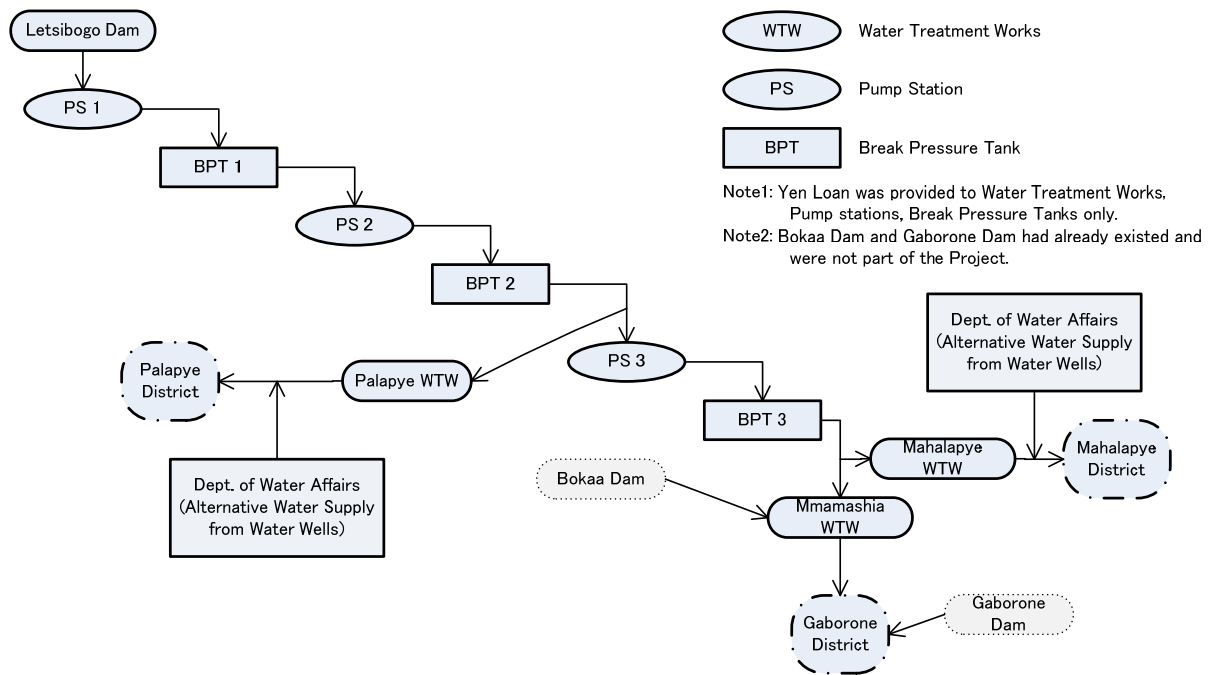 Letsibogo Dam
WTW
Water Treatment Works
PS 1
PS
Pump Station
BPT 1
BPT
Break Pressure Tank
PS 2
Note1: Yen Loan was provided to Water Treatment Works,
Pump stations, Break Pressure Tanks only.
Note2: Bokaa Dam and Gaborone Dam had already existed and
were not part of the Project.
BPT 2
Dept. of Water Affairs
(Alternative Water Supply
from Water Wells)
PS 3
Palapye
District
Palapye WTW
BPT 3
Mahalapye
WTW
Mahalapye
District
Dept. of Water Affairs
(Alternative Water Supply
from Water Wells)
Bokaa Dam
Mmamashia
WTW
Gaborone
District
Gaborone
Dam